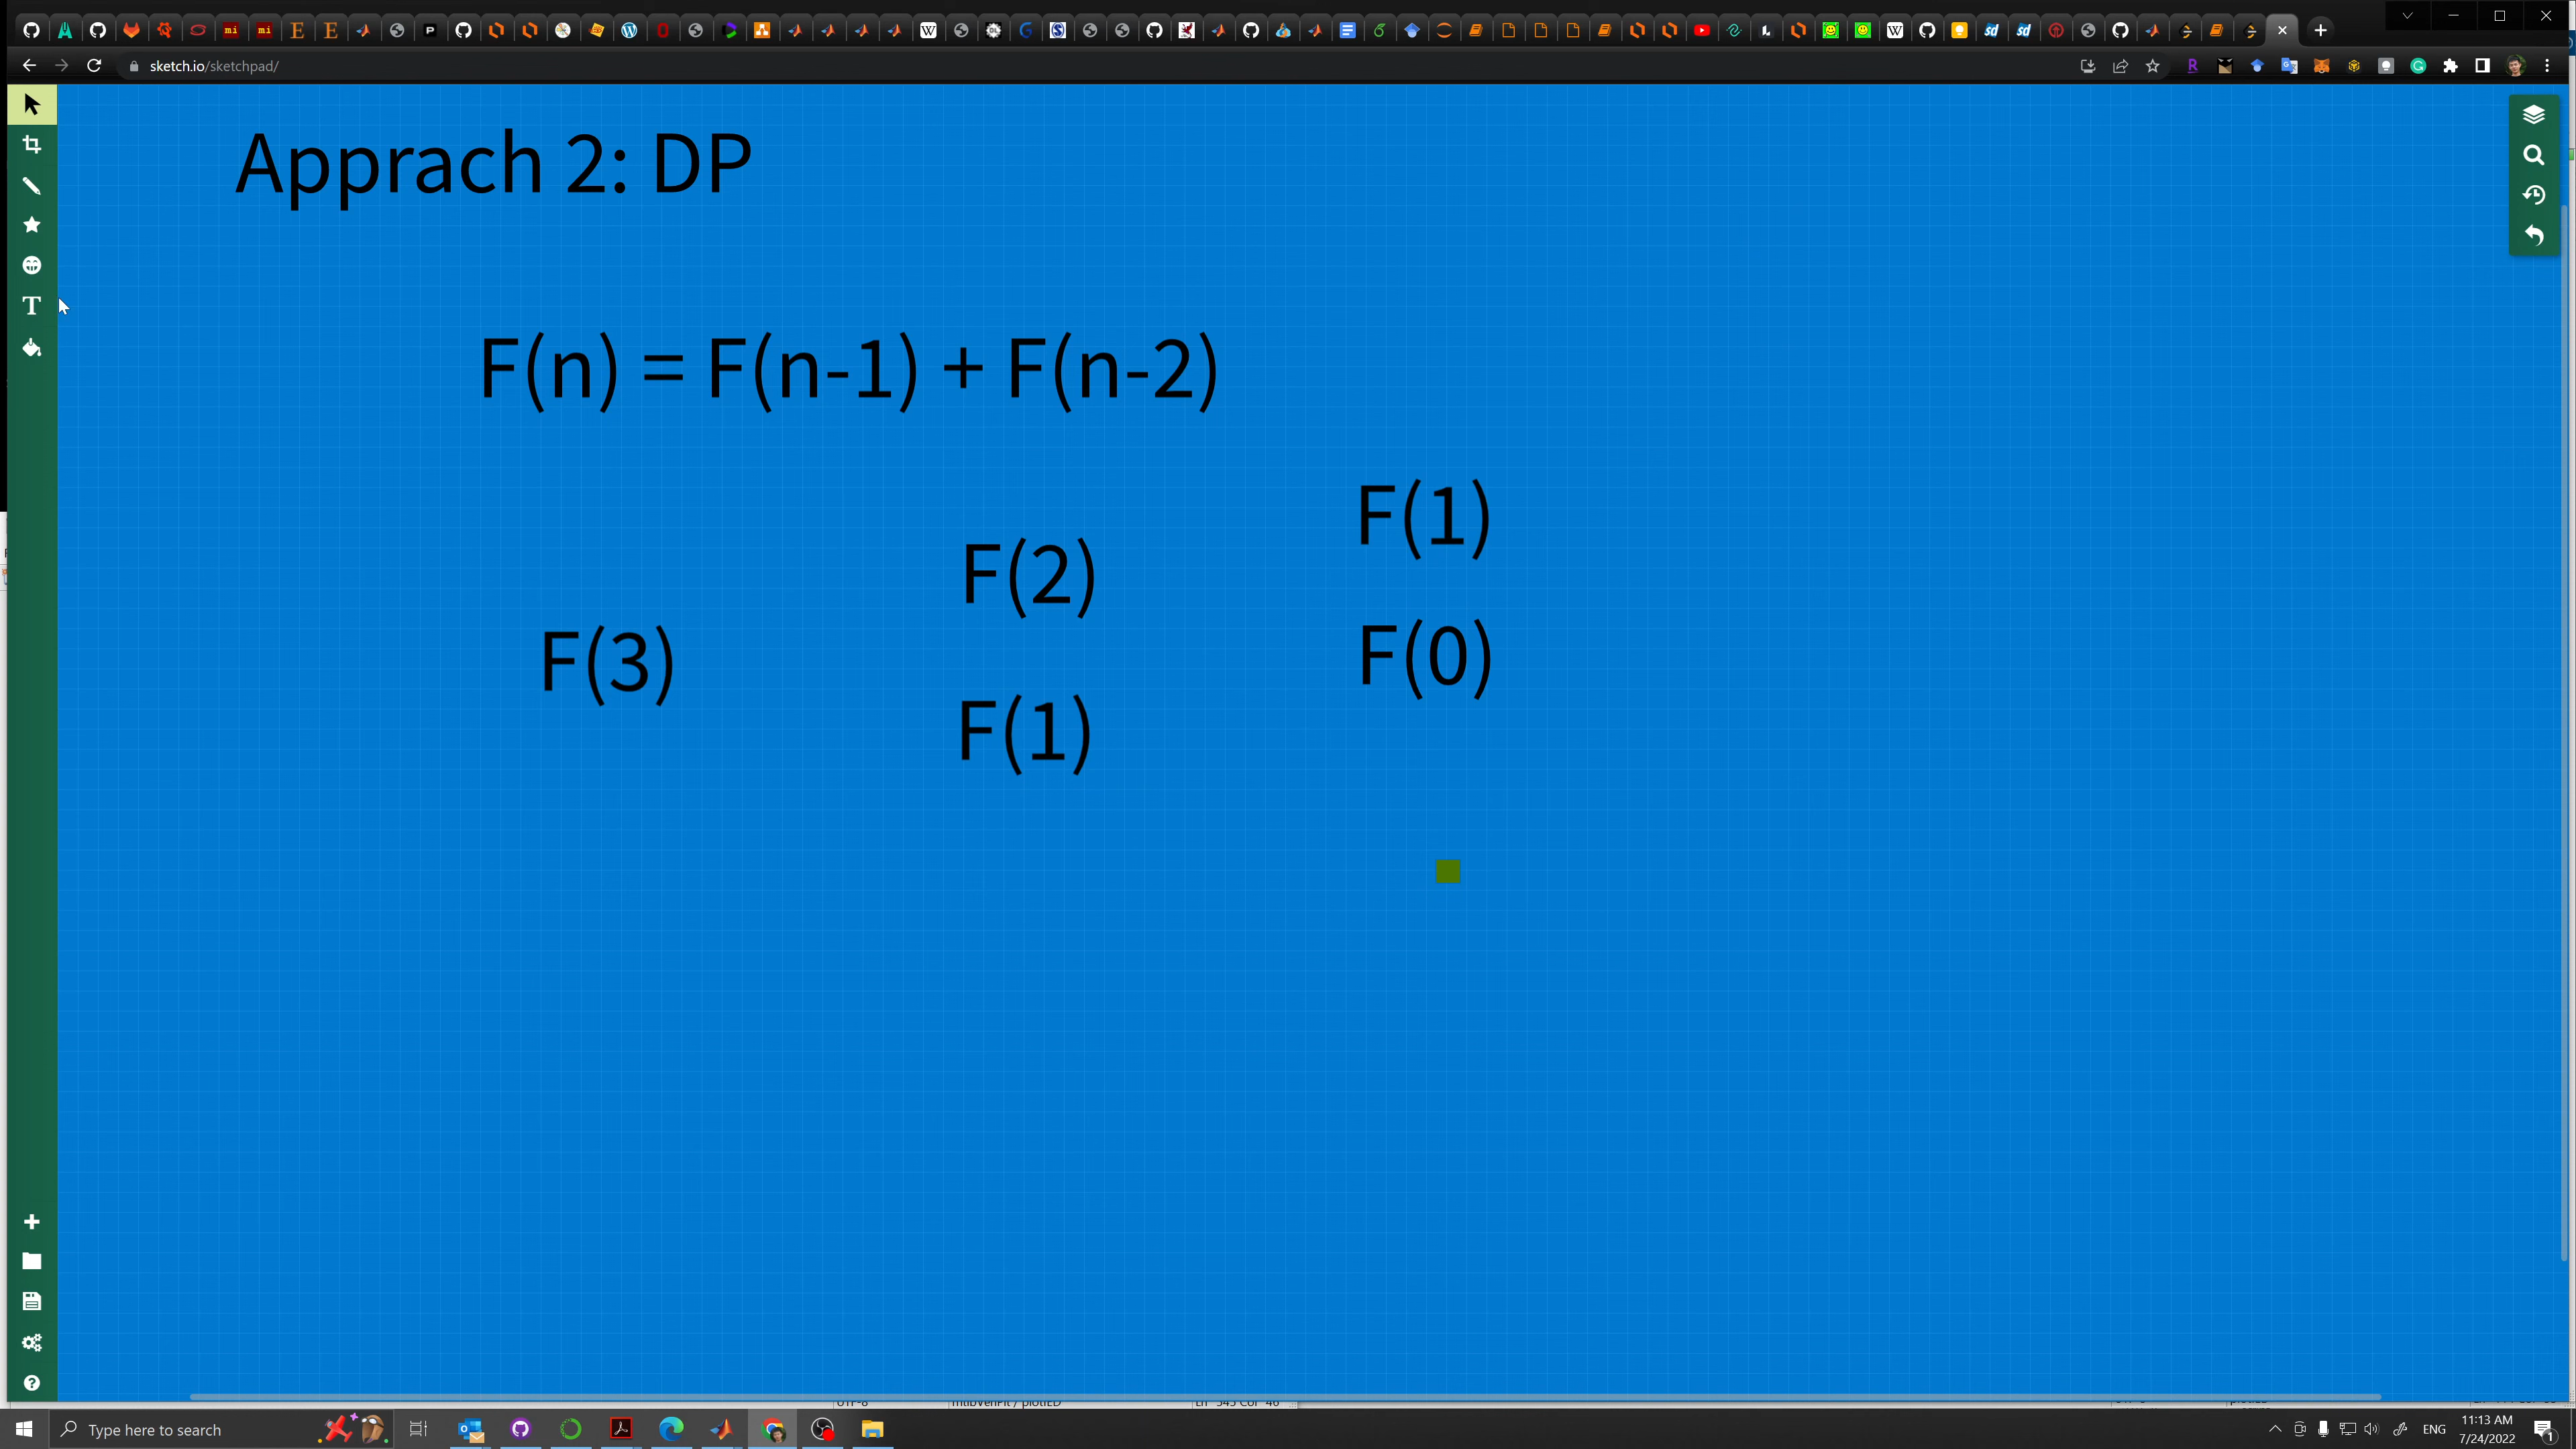 sketch.io/sketchpad/
Apprach 2: DP
F(n) = F(n-1) + F(n-2)
F(1)
F(2)
F(3)
F(0)
F(1)
T
Type here to search
ENG
11:13 AM
7/24/2022